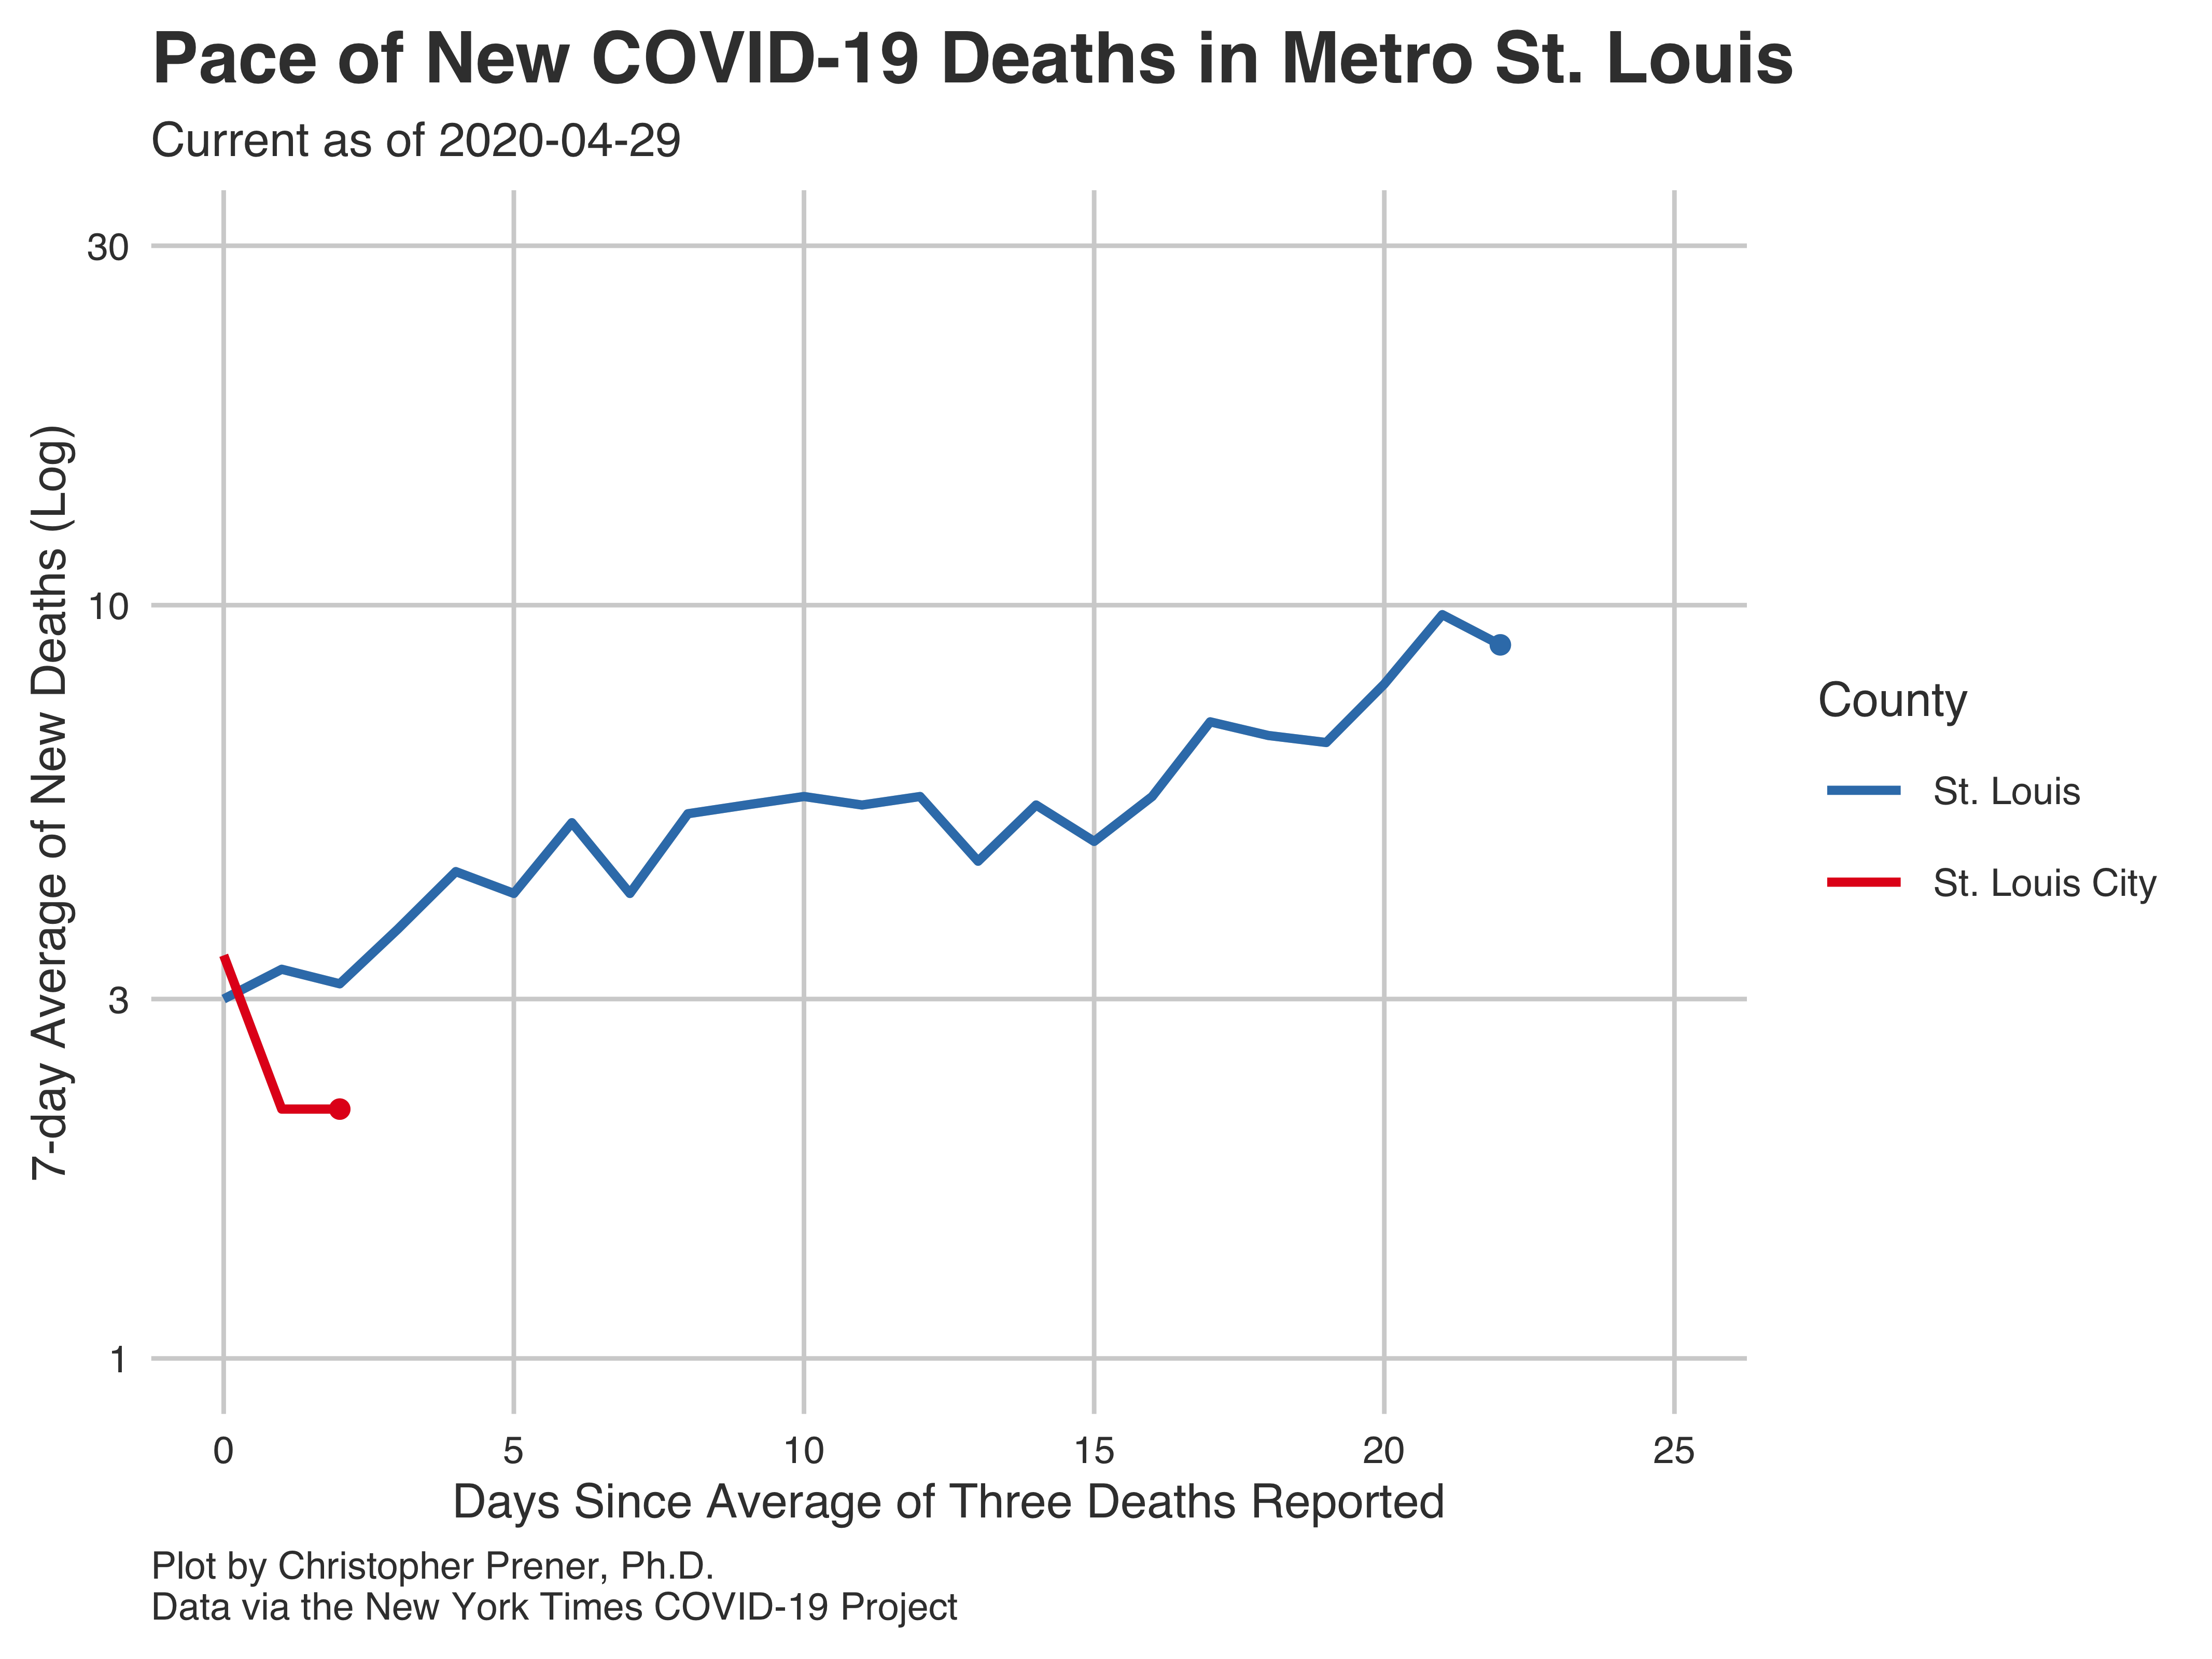 Pace of New COVID-19 Deaths in Metro St. Louis
Current as of 2020-04-29
7-day Average of New Deaths (Log)
30
10
3
1
0 5 10 15 20 25
Days Since Average of Three Deaths Reported
County
St. Louis
St. Louis City
Plot by Christopher Prener, Ph.D.
Data via the New York Times COVID-19 Project